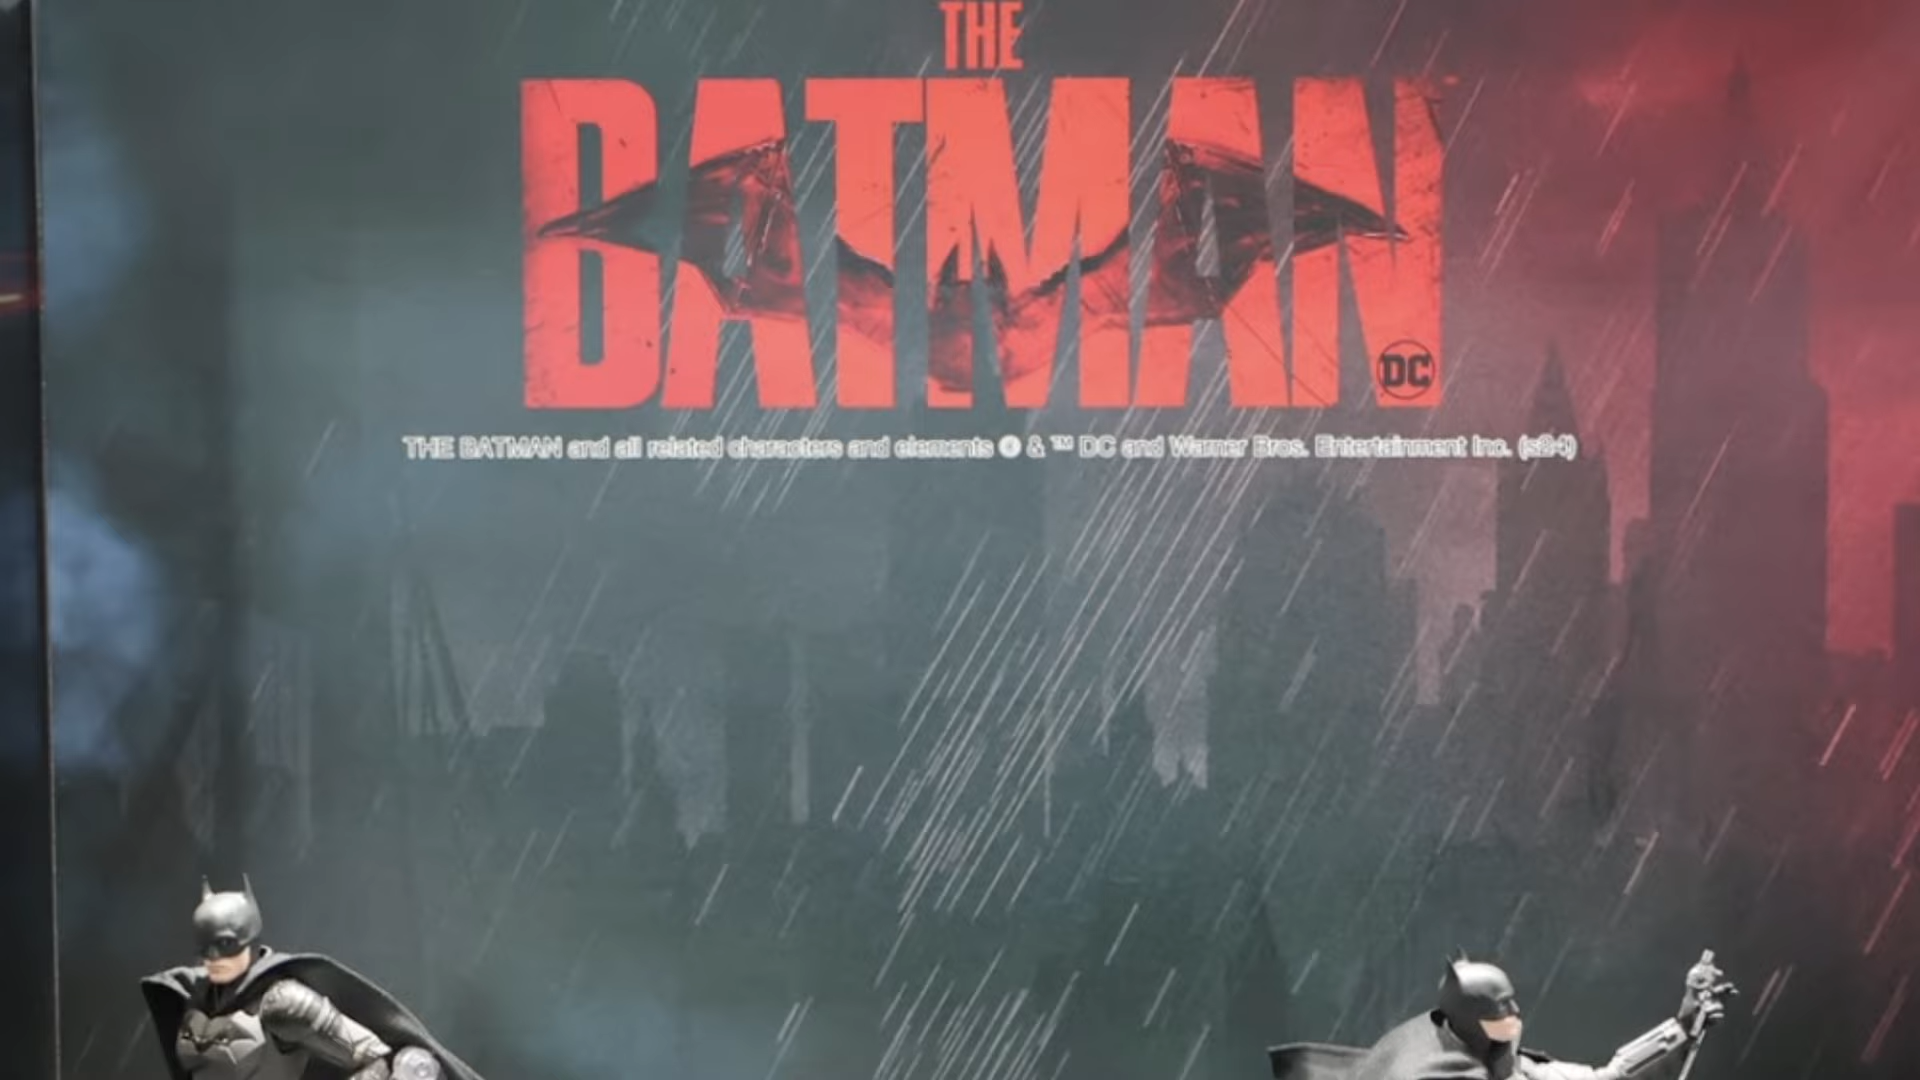 THE
BATMAN
DC
THE BATMAN and all related characters and elements © & ™ DC and Warner Bros. Entertainment Inc. (s24)